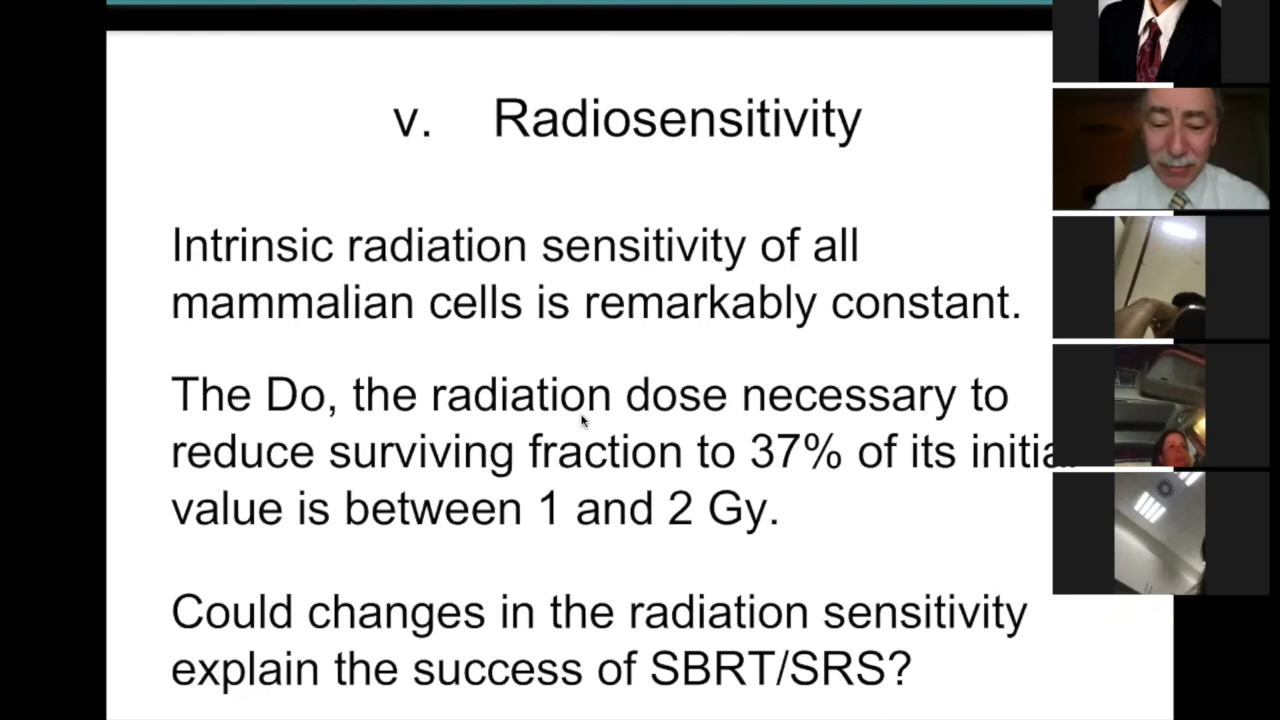 v. Radiosensitivity
Intrinsic radiation sensitivity of all
mammalian cells is remarkably constant.
The Do, the radiation dose necessary to
reduce surviving fraction to 37% of its initia
value is between 1 and 2 Gy.
Could changes in the radiation sensitivity
explain the success of SBRT/SRS?